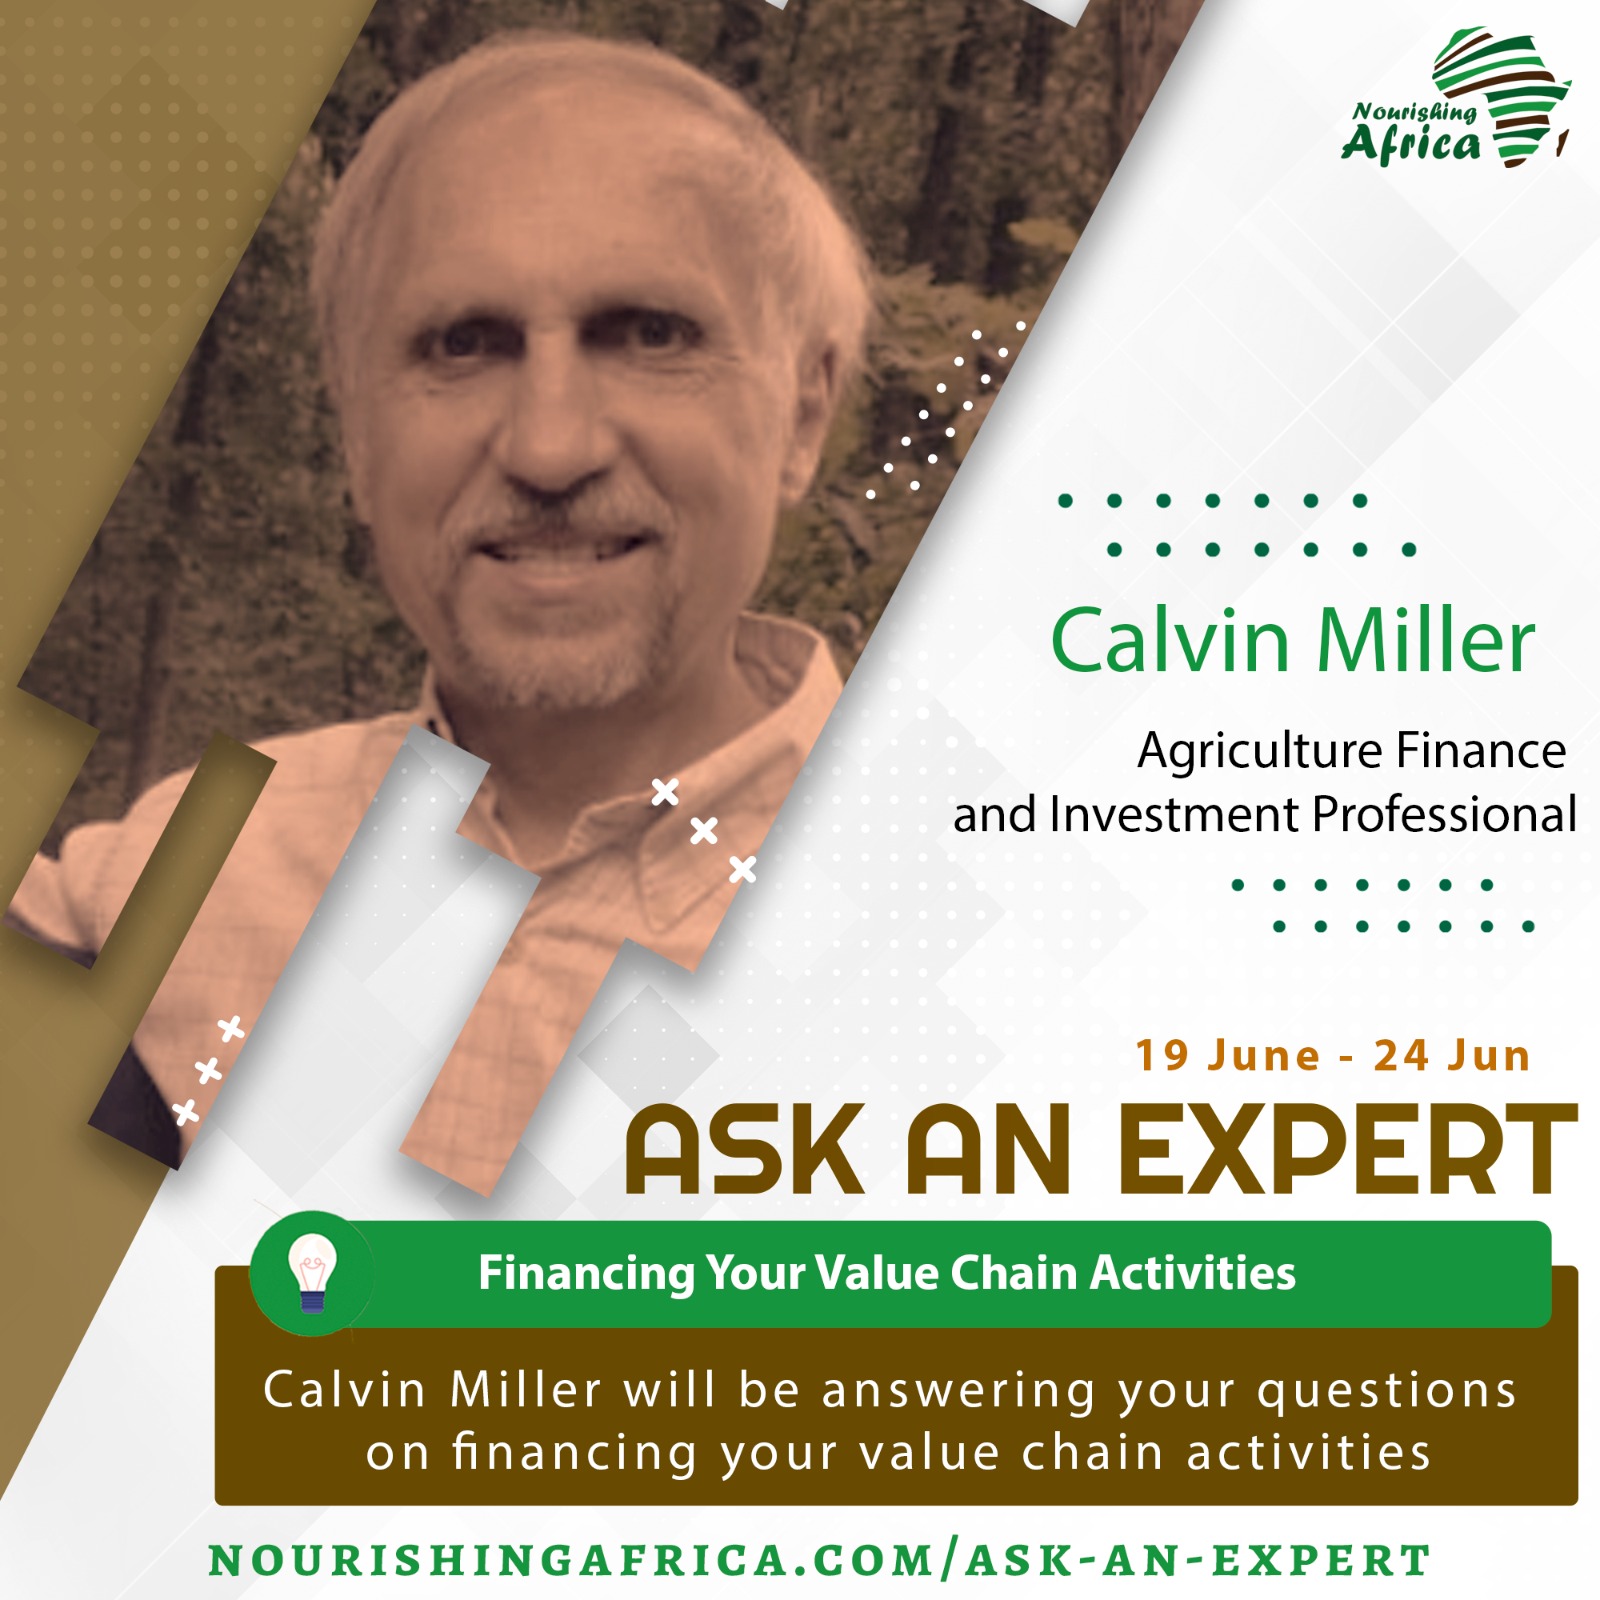 Nourishing
Africa
Calvin Miller
Agriculture Finance
and Investment Professional
19 June - 24 Jun
ASK AN EXPERT
Financing Your Value Chain Activities
Calvin Miller will be answering your questions
on financing your value chain activities
NOURISHINGAFRICA.COM/ASK-AN-EXPERT